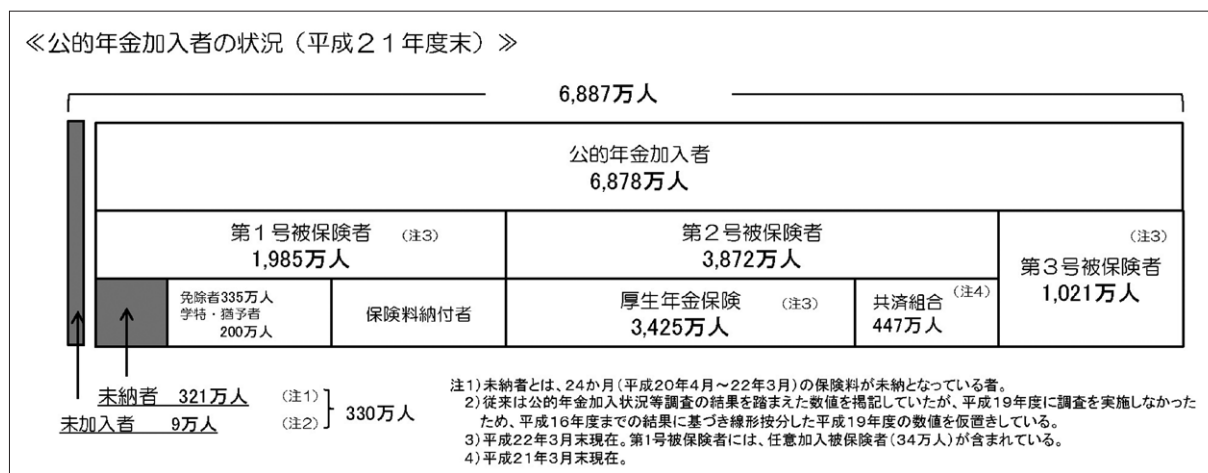 ≪公的年金加入者の状況（平成２１年度末）≫
6,887万人
公的年金加入者
6,878万人
第１号被保険者 （注3）
1,985万人
第２号被保険者
3,872万人
（注3）
第３号被保険者
1,021万人
免除者335万人
学特・猶予者
200万人
保険料納付者
厚生年金保険 （注3）
3,425万人
共済組合 （注4）
447万人
未納者 321万人 （注1）
未加入者 9万人 （注2）
330万人
注1）未納者とは、24か月（平成20年4月～22年3月）の保険料が未納となっている者。
2）従来は公的年金加入状況等調査の結果を踏まえた数値を掲記していたが、平成19年度に調査を実施しなかった
ため、平成16年度までの結果に基づき線形按分した平成19年度の数値を仮置きしている。
3）平成22年3月末現在。第1号被保険者には、任意加入被保険者（34万人）が含まれている。
4）平成21年3月末現在。